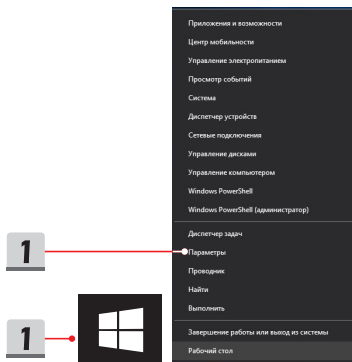 Приложения и возможности
Центр мобильности
Управление электропитанием
Просмотр событий
Система
Диспетчер устройств
Сетевые подключения
Управление дисками
Управление компьютером
Windows PowerShell
Windows PowerShell (администратор)
Диспетчер задач
1
Параметры
Проводник
Найти
Выполнить
1
Завершение работы или выход из системы
Рабочий стол